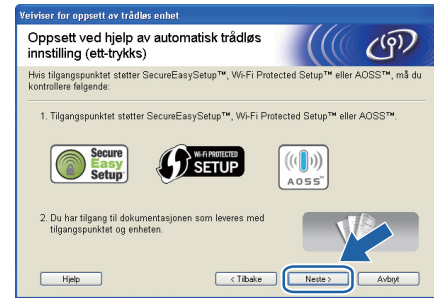 Veiviser for oppsett av trådløs enhet
Oppsett ved hjelp av automatisk trådløs
innstilling (ett-trykks)
Hvis tilgangspunktet støtter SecureEasySetup™, Wi-Fi Protected Setup™ eller AOSS™, må du
kontrollere følgende:
1. Tilgangspunktet støtter SecureEasySetup™, Wi-Fi Protected Setup™ eller AOSS™.
Secure
Easy
Setup
WI-FI PROTECTED
SETUP
AOSS™
2. Du har tilgang til dokumentasjonen som leveres med
tilgangspunktet og enheten.
Hjelp
< Tilbake
Neste >
Avbryt